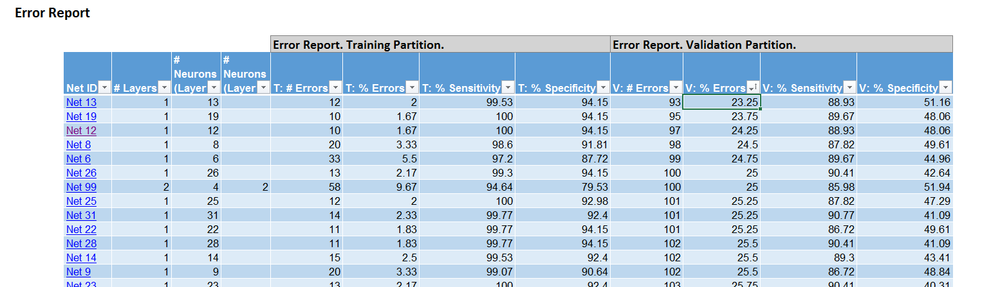 Error Report
Error Report. Training Partition. Error Report. Validation Partition.
Net ID # Layers # Neurons (Layer # Neurons (Layer T: # Errors T: % Errors T: % Sensitivity T: % Specificity V: # Errors V: % Errors V: % Sensitivity V: % Specificity
Net 13 1 13 12 2 99.53 94.15 93 23.25 88.93 51.16
Net 19 1 19 10 1.67 100 94.15 95 23.75 89.67 48.06
Net 12 1 12 10 1.67 100 94.15 97 24.25 88.93 48.06
Net 8 1 8 20 3.33 98.6 91.81 98 24.5 87.82 49.61
Net 6 1 6 33 5.5 97.2 87.72 99 24.75 89.67 44.96
Net 26 1 26 13 2.17 99.3 94.15 100 25 90.41 42.64
Net 99 2 4 2 58 9.67 94.64 79.53 100 25 85.98 51.94
Net 25 1 25 12 2 100 92.98 101 25.25 87.82 47.29
Net 31 1 31 14 2.33 99.77 92.4 101 25.25 90.77 41.09
Net 22 1 22 11 1.83 99.77 94.15 101 25.25 86.72 49.61
Net 28 1 28 11 1.83 99.77 94.15 102 25.5 90.41 41.09
Net 14 1 14 15 2.5 99.53 92.4 102 25.5 89.3 43.41
Net 9 1 9 20 3.33 99.07 90.64 102 25.5 86.72 48.84
Net 23 1 23 13 2.17 100 92.4 103 25.75 90.41 40.31